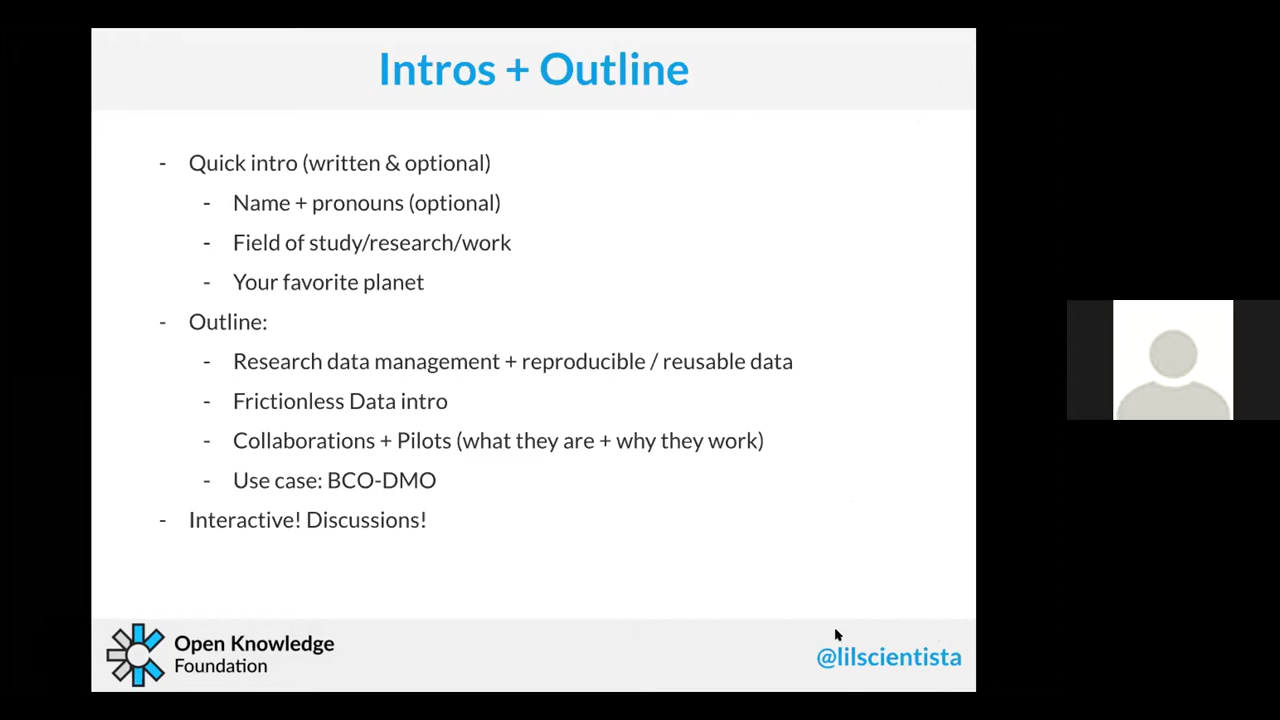 Intros + Outline
- Quick intro (written & optional)
- Name + pronouns (optional)
- Field of study/research/work
- Your favorite planet
- Outline:
- Research data management + reproducible / reusable data
- Frictionless Data intro
- Collaborations + Pilots (what they are + why they work)
- Use case: BCO-DMO
- Interactive! Discussions!
Open Knowledge
Foundation
@lilscientista